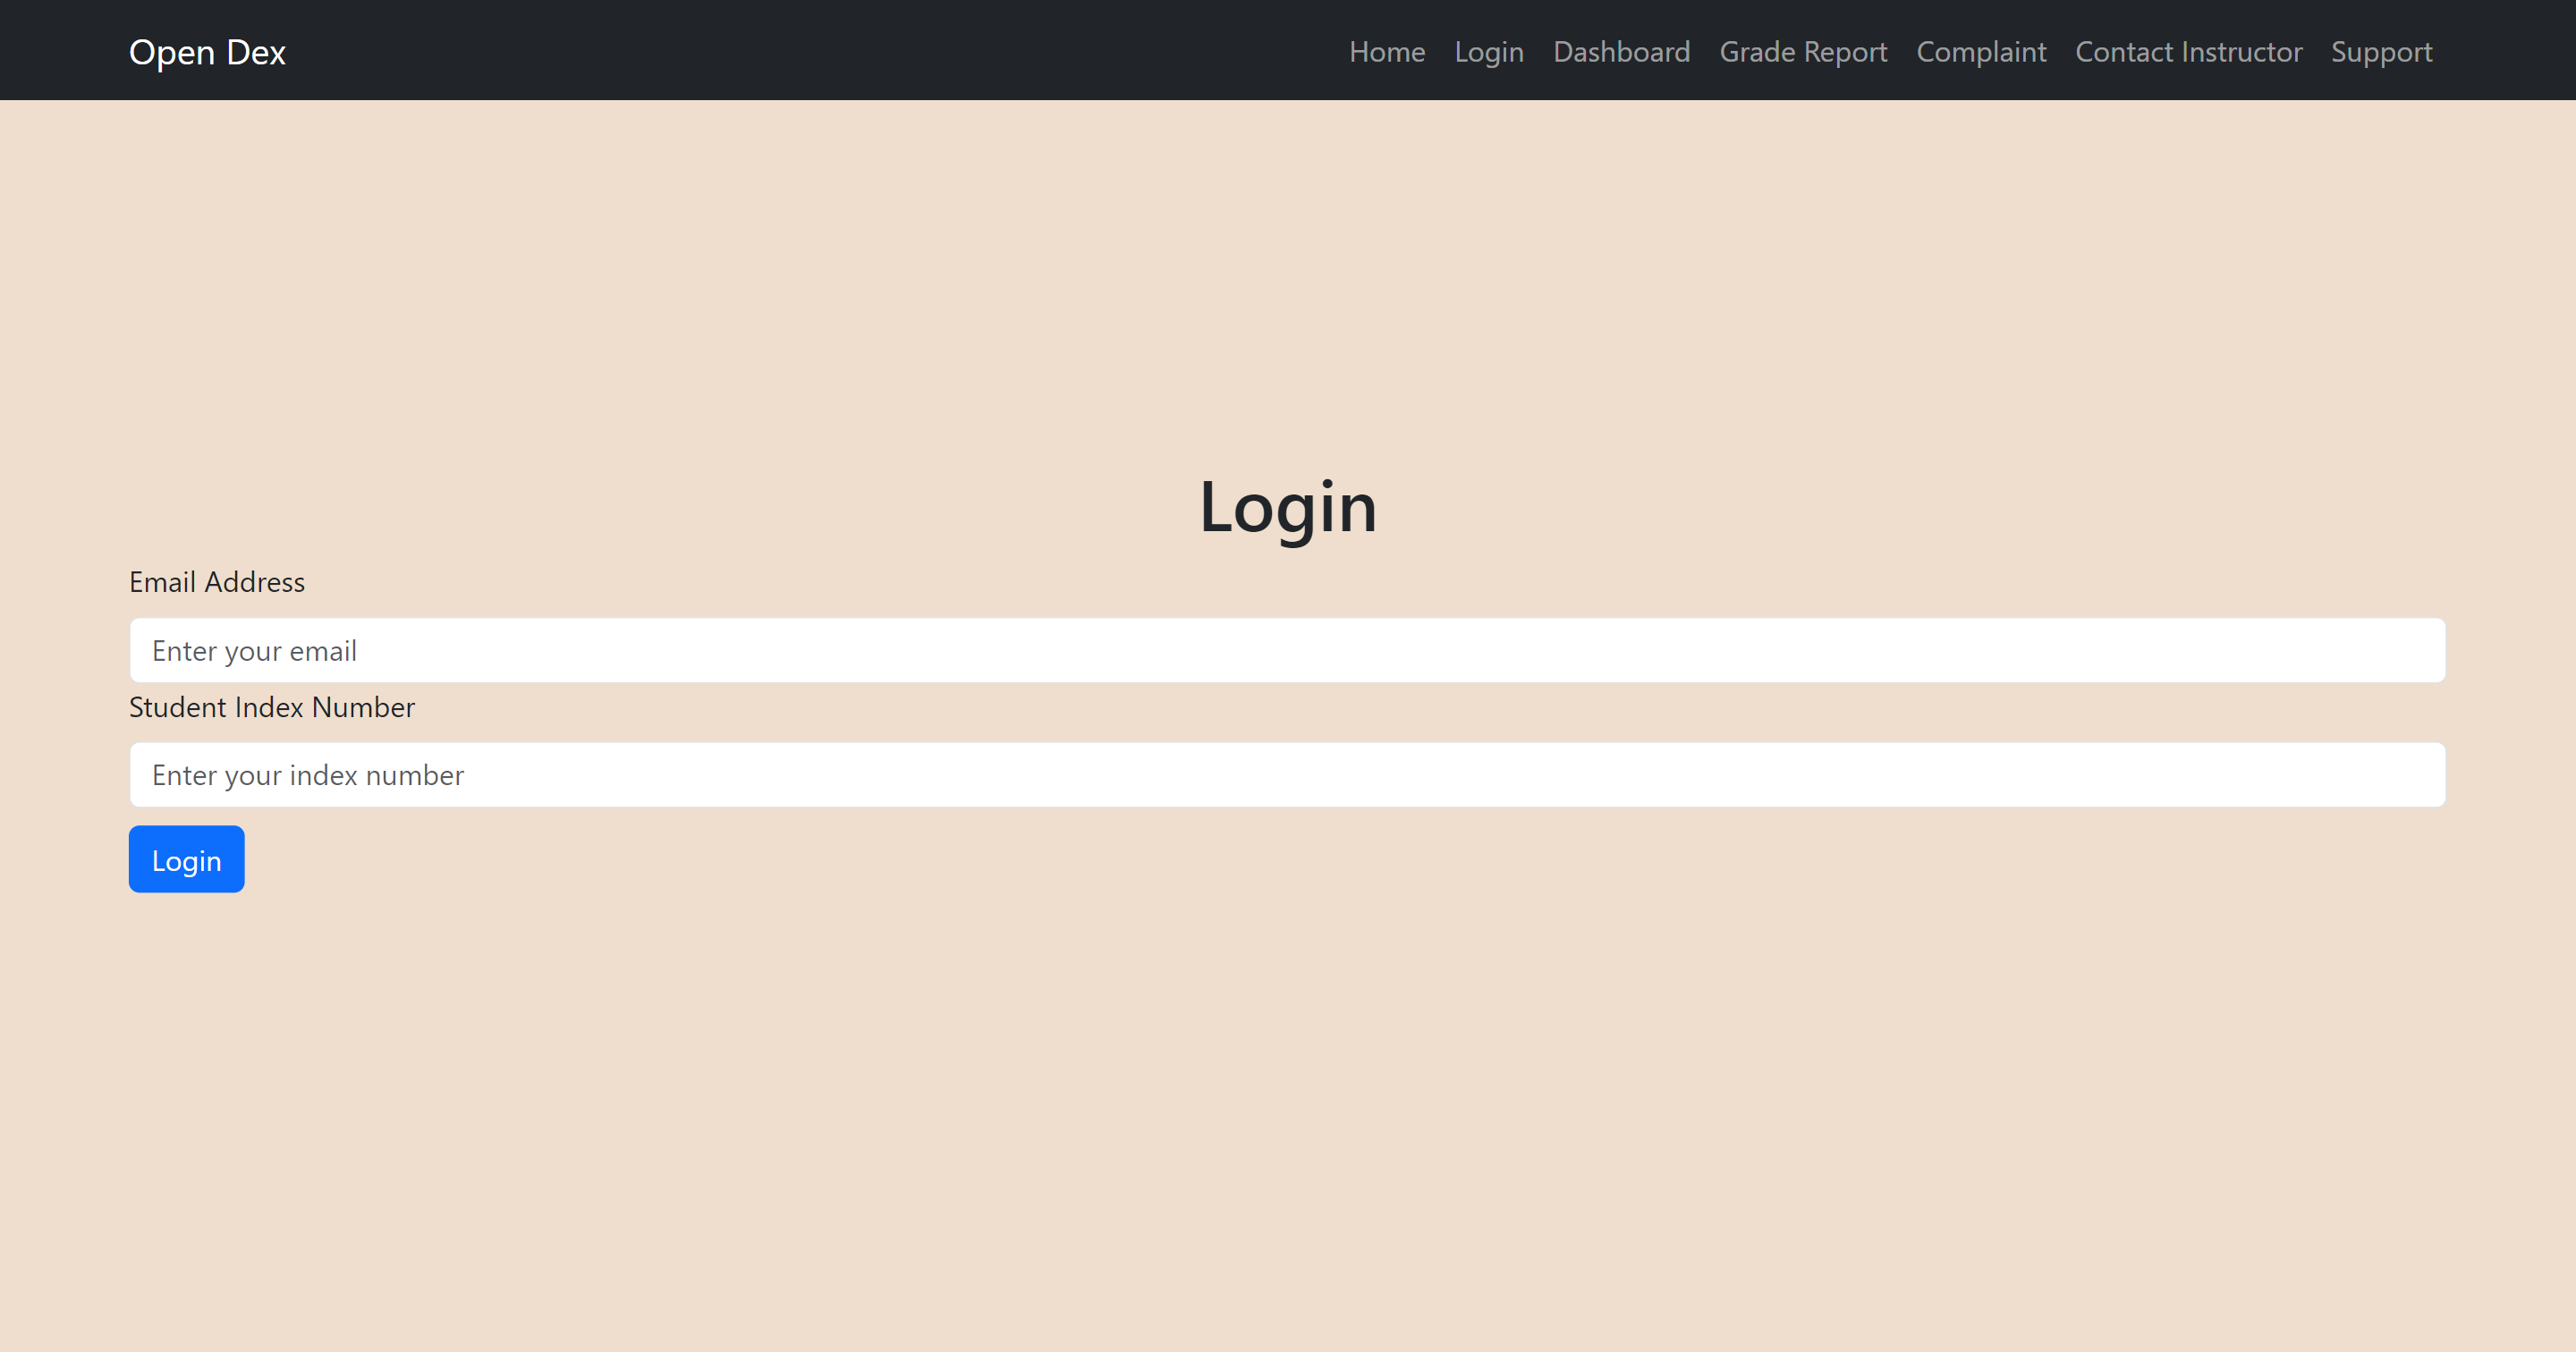 Open Dex
Home Login Dashboard Grade Report Complaint Contact Instructor Support
Login
Email Address
Enter your email
Student Index Number
Enter your index number
Login